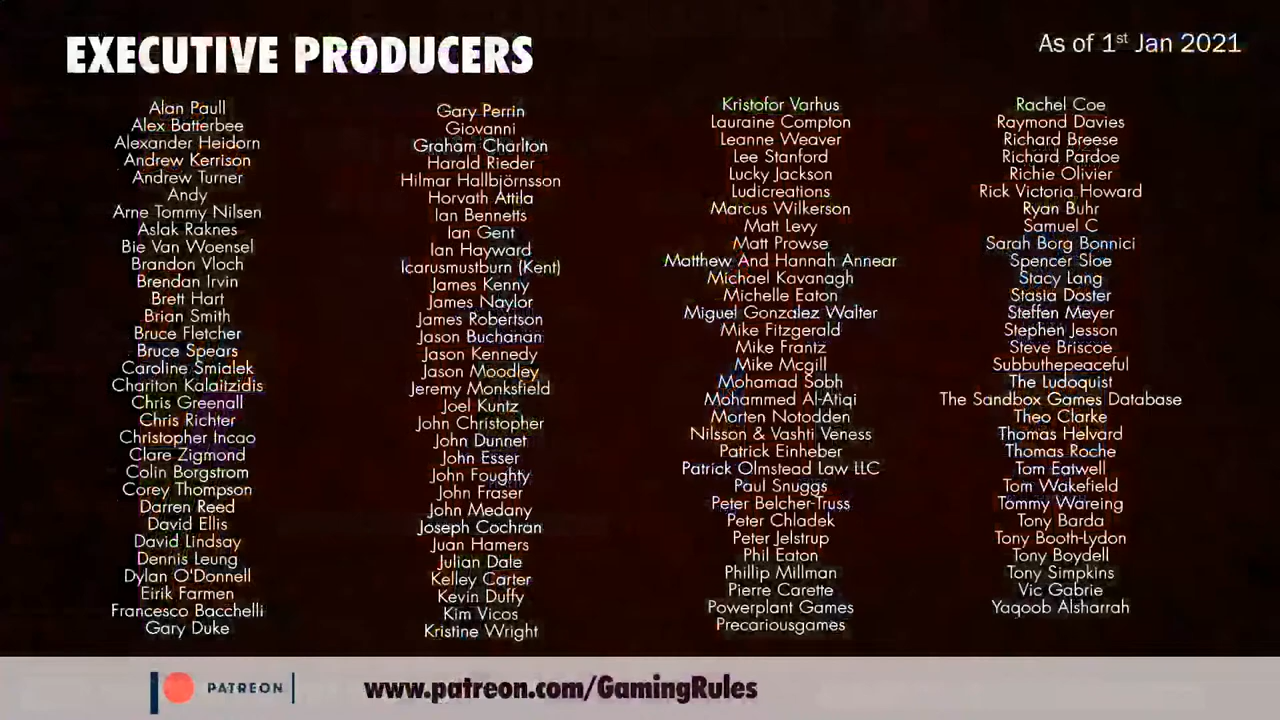 EXECUTIVE PRODUCERS
As of 1st Jan 2021
Alan Paull
Alex Batterbee
Alexander Heidorn
Andrew Kerrison
Andrew Turner
Andy
Arne Tommy Nilsen
Aslak Raknes
Bie Van Woensel
Brandon Vloch
Brendan Irvin
Brett Hart
Brian Smith
Bruce Fletcher
Bruce Spears
Caroline Smialek
Chariton Kalaitzidis
Chris Greenall
Chris Richter
Christopher Incao
Clare Zigmond
Colin Borgstrom
Corey Thompson
Darren Reed
David Ellis
David Lindsay
Dennis Leung
Dylan O'Donnell
Eirik Farmen
Francesco Bacchelli
Gary Duke
Gary Perrin
Giovanni
Graham Charlton
Harald Rieder
Hilmar Hallbjörnsson
Horvath Attila
Ian Bennetts
Ian Gent
Ian Hayward
Icarusmustburn (Kent)
James Kenny
James Naylor
James Robertson
Jason Buchanan
Jason Kennedy
Jason Moodley
Jeremy Monksfield
Joel Kuntz
John Christopher
John Dunnet
John Esser
John Foughty
John Fraser
John Medany
Joseph Cochran
Juan Hamers
Julian Dale
Kelley Carter
Kevin Duffy
Kim Vicos
Kristine Wright
Kristofor Varhus
Lauraine Compton
Leanne Weaver
Lee Stanford
Lucky Jackson
Ludicreations
Marcus Wilkerson
Matt Levy
Matt Prowse
Matthew And Hannah Annear
Michael Kavanagh
Michelle Eaton
Miguel Gonzalez Walter
Mike Fitzgerald
Mike Frantz
Mike Mcgill
Mohamad Sobh
Mohammed Al-Atiqi
Morten Notodden
Nilsson & Vashti Veness
Patrick Einheber
Patrick Olmstead Law LLC
Paul Snuggs
Peter Belcher-Truss
Peter Chladek
Peter Jelstrup
Phil Eaton
Phillip Millman
Pierre Carette
Powerplant Games
Precariousgames
Rachel Coe
Raymond Davies
Richard Breese
Richard Pardoe
Richie Olivier
Rick Victoria Howard
Ryan Buhr
Samuel C
Sarah Borg Bonnici
Spencer Sloe
Stacy Lang
Stasia Doster
Steffen Meyer
Stephen Jesson
Steve Briscoe
Subbuthepeaceful
The Ludoquist
The Sandbox Games Database
Theo Clarke
Thomas Helvard
Thomas Roche
Tom Eatwell
Tom Wakefield
Tommy Wareing
Tony Barda
Tony Booth-Lydon
Tony Boydell
Tony Simpkins
Vic Gabrie
Yaqoob Alsharrah
PATREON
www.patreon.com/GamingRules